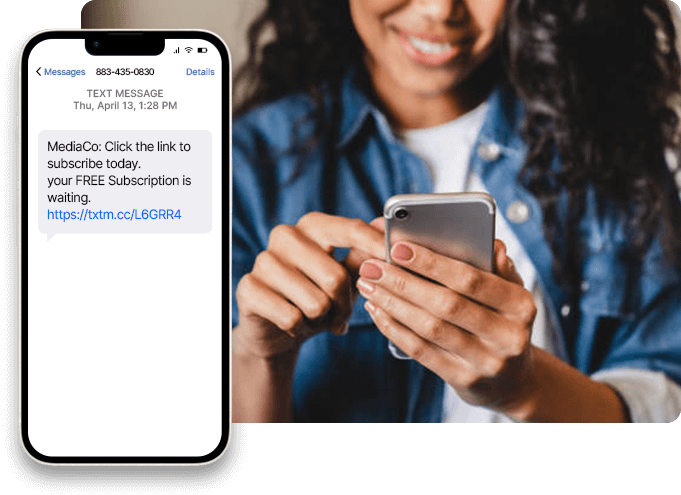 Messages 883-435-0830 Details
TEXT MESSAGE
Thu, April 13, 1:28 PM
MediaCo: Click the link to
subscribe today.
your FREE Subscription is
waiting.
https://txtm.cc/L6GRR4